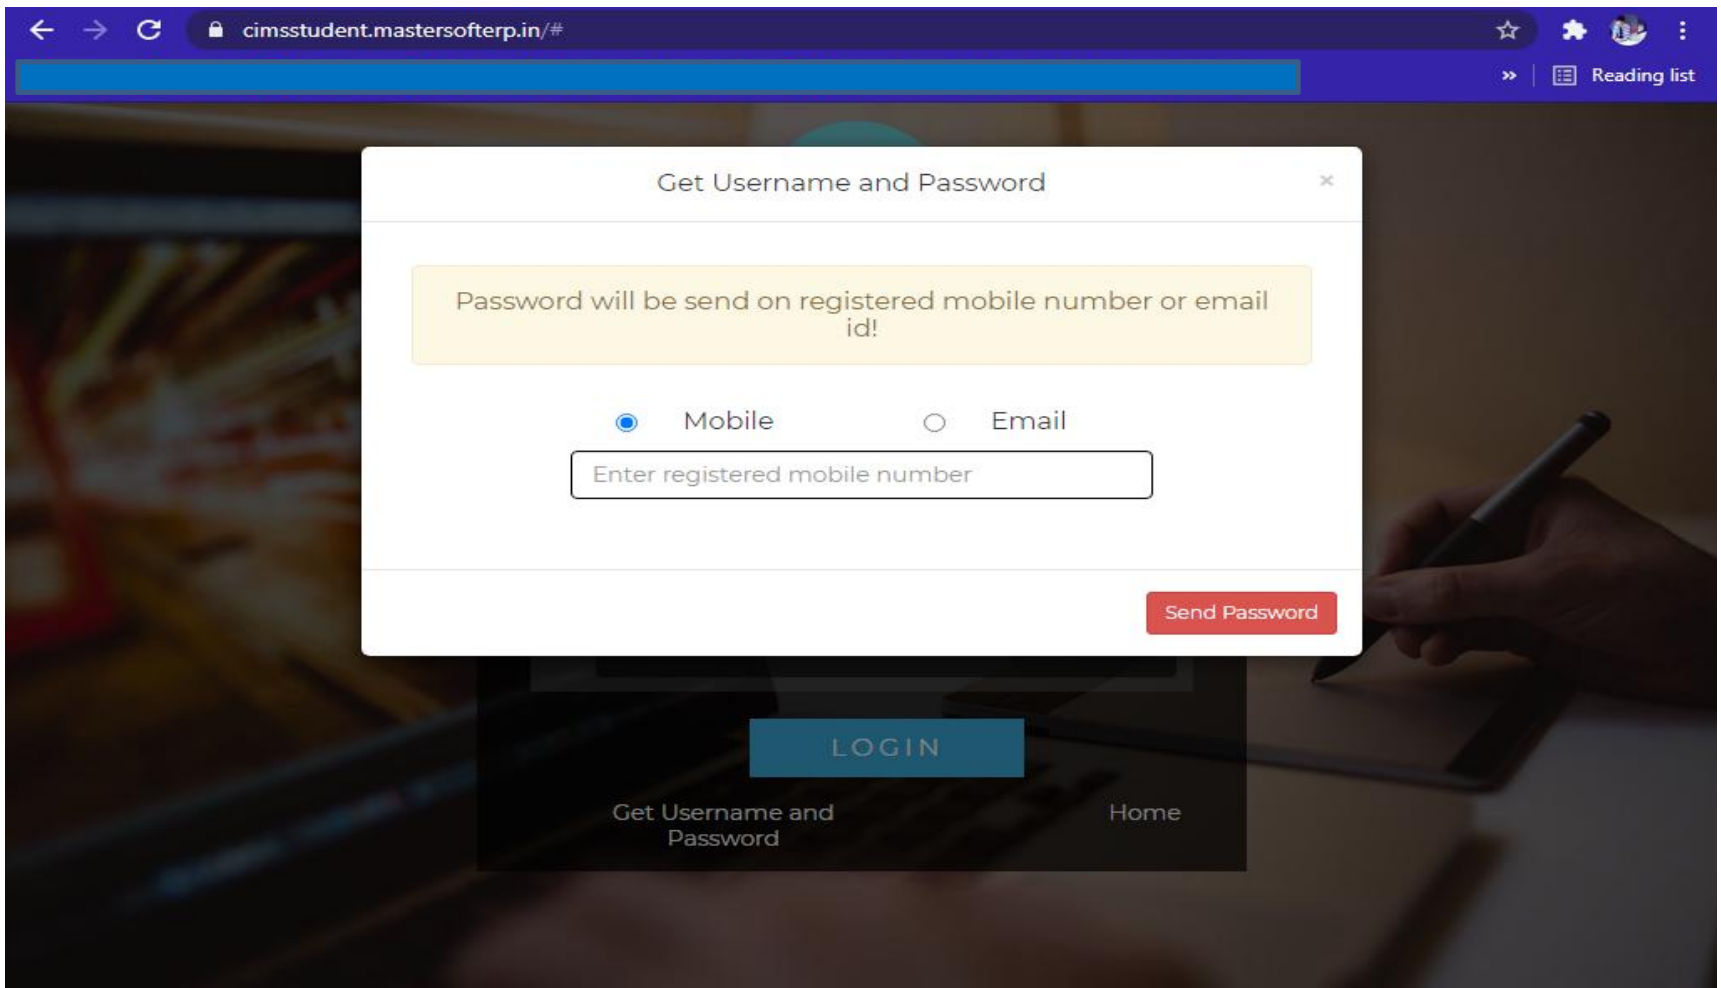 cimsstudent.mastersofterp.in/#
» Reading list
Get Username and Password ×
Password will be send on registered mobile number or email
id!
Mobile Email
Enter registered mobile number
Send Password
LOGIN
Get Username and Home
Password